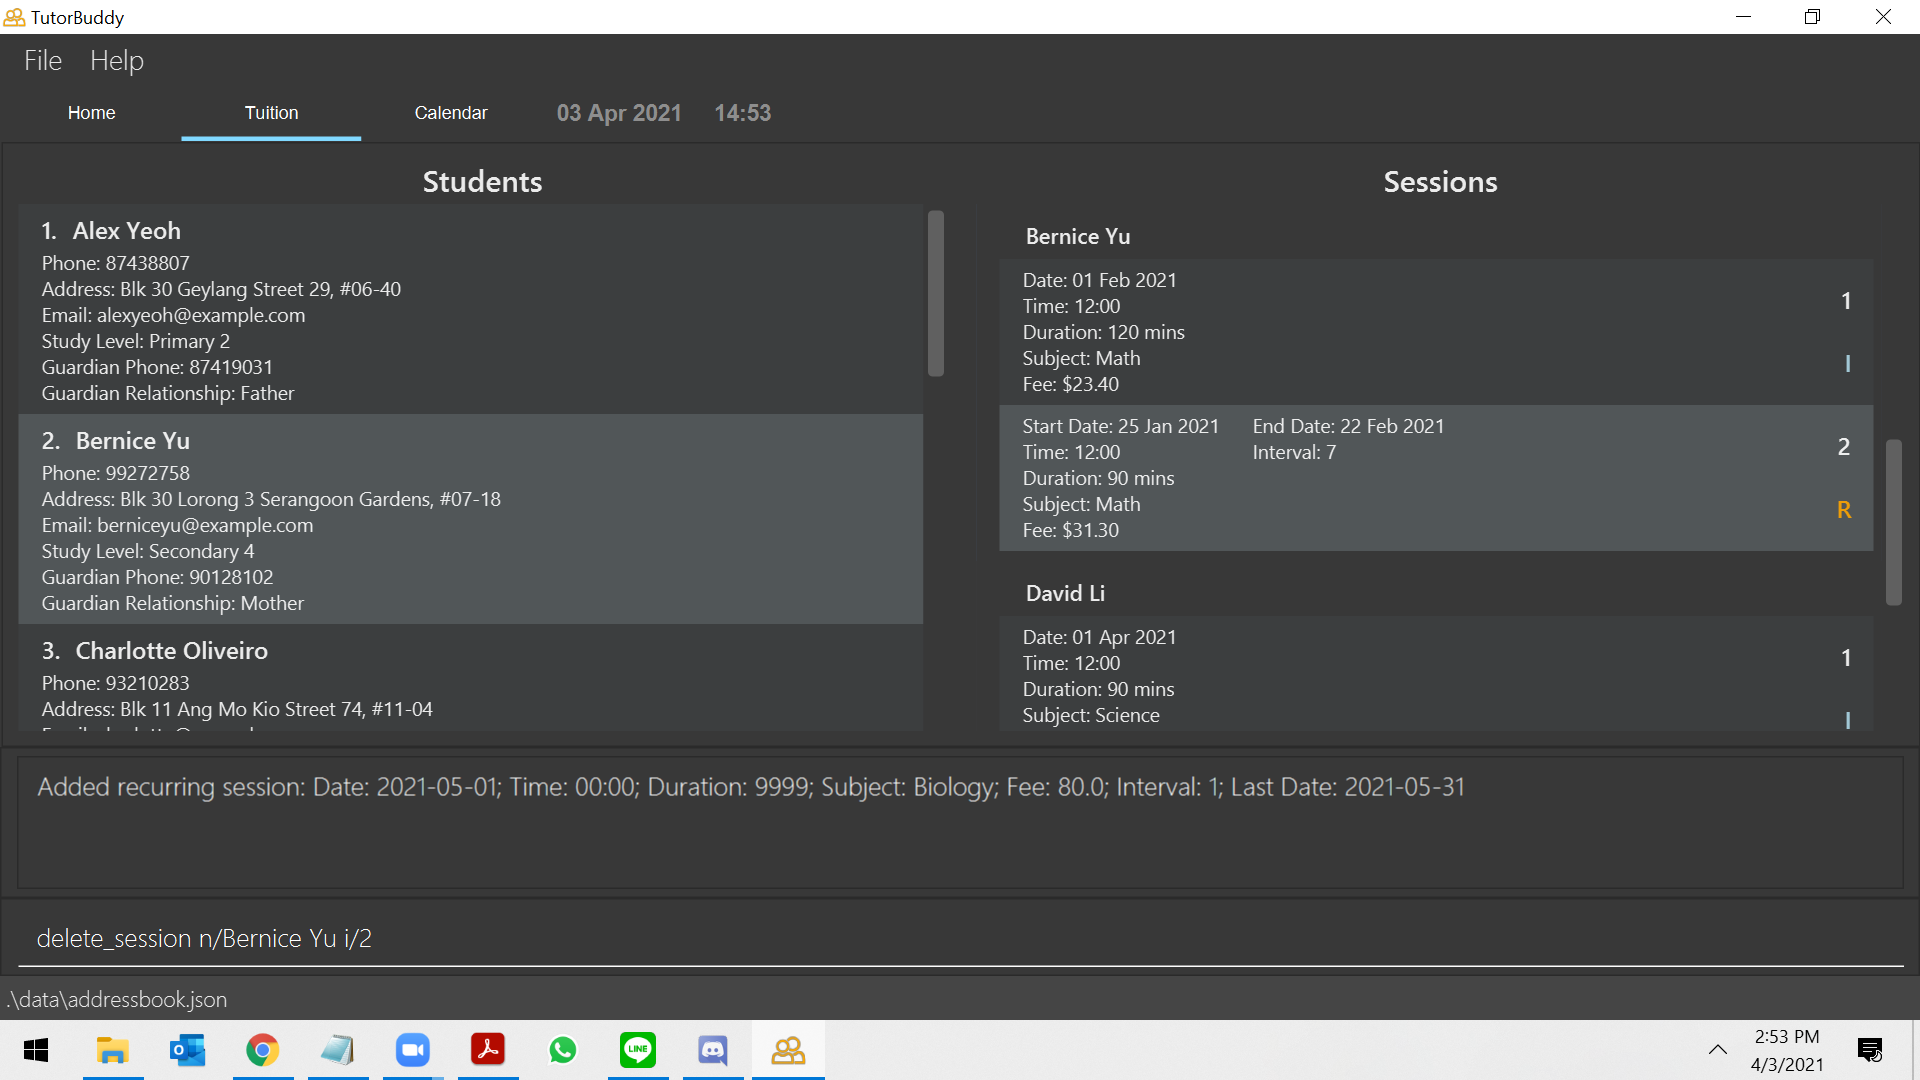 TutorBuddy
File Help
Home Tuition Calendar 03 Apr 2021 14:53
Students
1. Alex Yeoh
Phone: 87438807
Address: Blk 30 Geylang Street 29, #06-40
Email: alexyeoh@example.com
Study Level: Primary 2
Guardian Phone: 87419031
Guardian Relationship: Father
2. Bernice Yu
Phone: 99272758
Address: Blk 30 Lorong 3 Serangoon Gardens, #07-18
Email: berniceyu@example.com
Study Level: Secondary 4
Guardian Phone: 90128102
Guardian Relationship: Mother
3. Charlotte Oliveiro
Phone: 93210283
Address: Blk 11 Ang Mo Kio Street 74, #11-04
Sessions
Bernice Yu
Date: 01 Feb 2021
1
Time: 12:00
Duration: 120 mins
Subject: Math
I
Fee: $23.40
Start Date: 25 Jan 2021 End Date: 22 Feb 2021
2
Time: 12:00 Interval: 7
Duration: 90 mins
Subject: Math
R
Fee: $31.30
David Li
Date: 01 Apr 2021
1
Time: 12:00
Duration: 90 mins
Subject: Science
I
Added recurring session: Date: 2021-05-01; Time: 00:00; Duration: 9999; Subject: Biology; Fee: 80.0; Interval: 1; Last Date: 2021-05-31
delete_session n/Bernice Yu i/2
.\data\addressbook.json
LINE
2:53 PM
4/3/2021